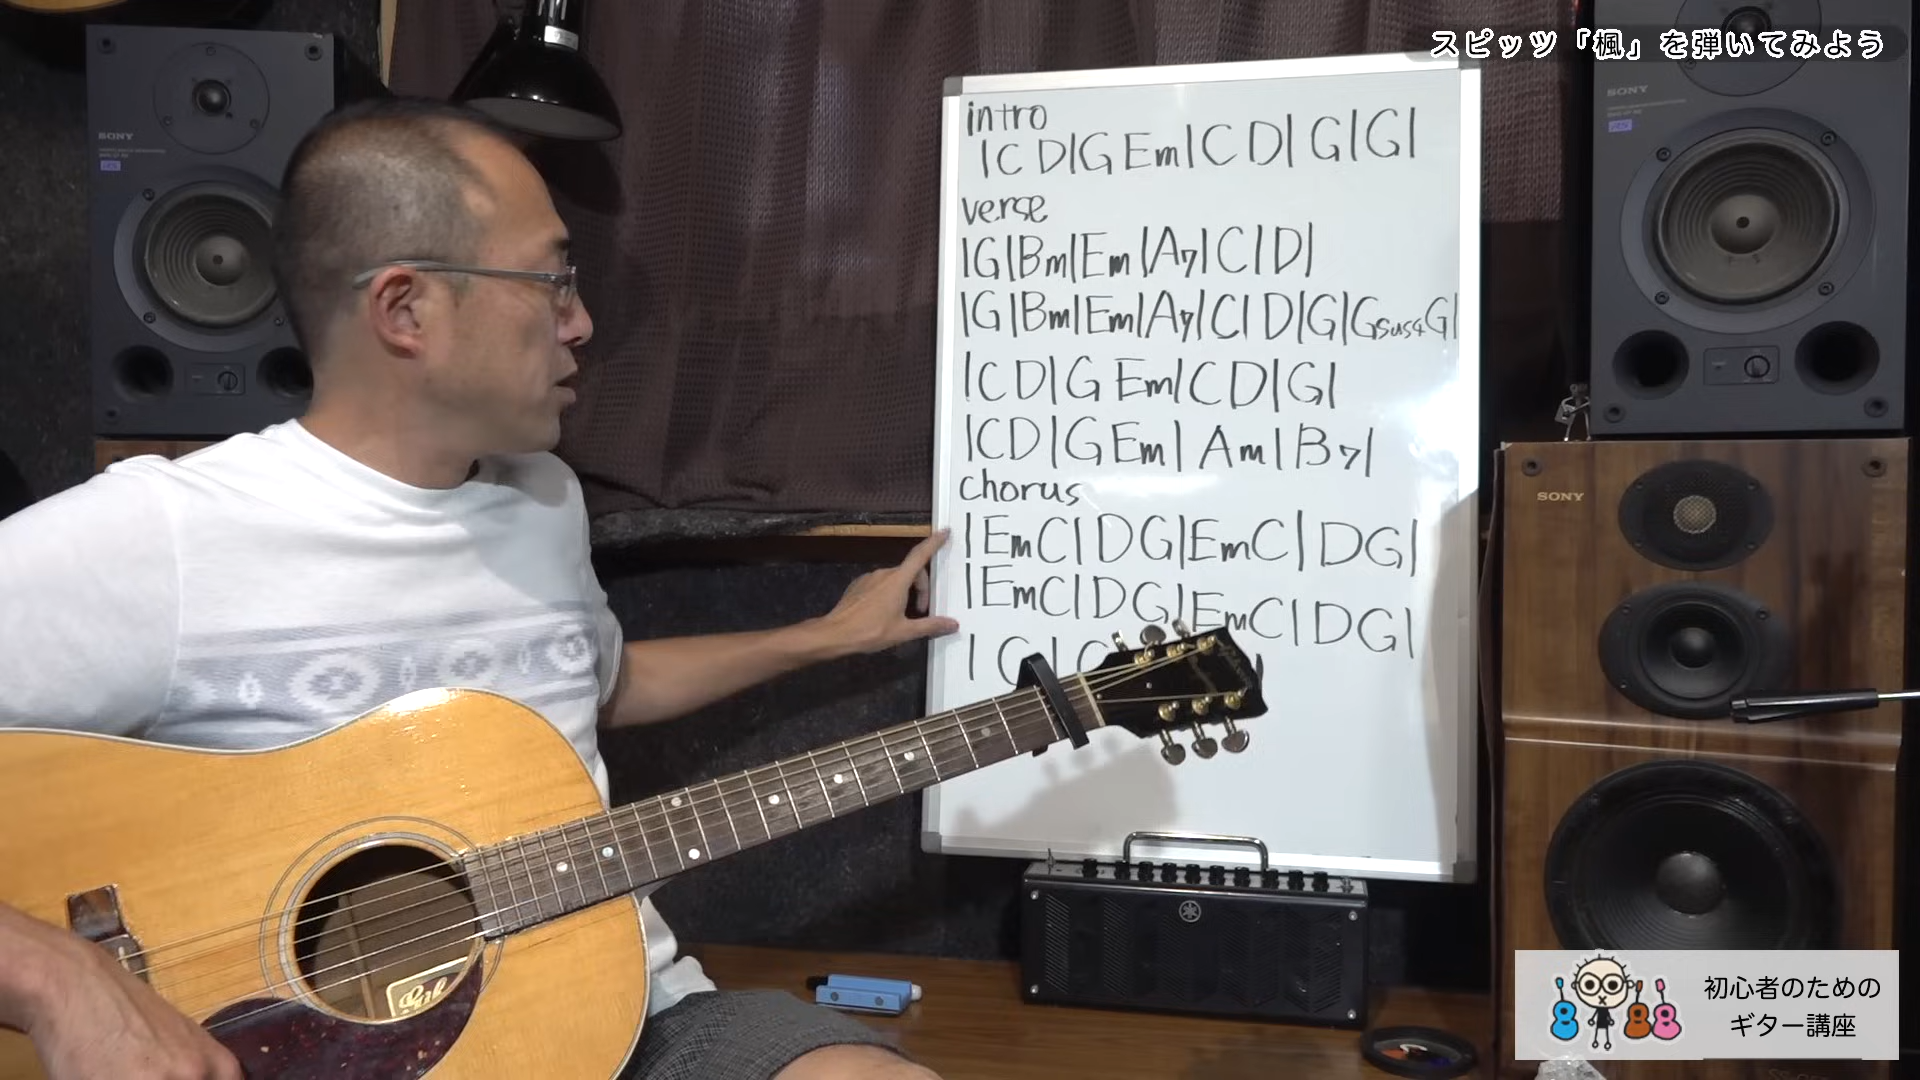 スピッツ「楓」を弾いてみよう
SONY
SONY
intro
|C D|G Em|C D|G|G|
verse
|G|Bm|Em|A7|C|D|
|G|Bm|Em|A7|C|D|G|Gsus4 G|
|C D|G Em|C D|G|
|C D|G Em|Am|B7|
chorus
|Em C|D G|Em C|D G|
|Em C|D G|Em C|D G|
SONY
初心者のための
ギター講座